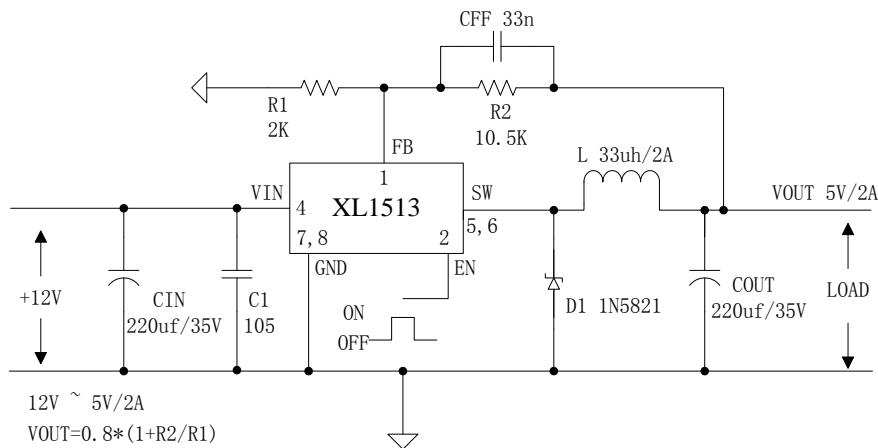 CFF 33n
R1
2K
R2
10.5K
FB
L 33uh/2A
1
VIN
XL1513
SW
VOUT 5V/2A
4
5,6
7,8
2
GND
EN
+12V
CIN
220uf/35V
C1
105
ON
OFF
D1 1N5821
COUT
220uf/35V
LOAD
12V ~ 5V/2A
VOUT=0.8*(1+R2/R1)